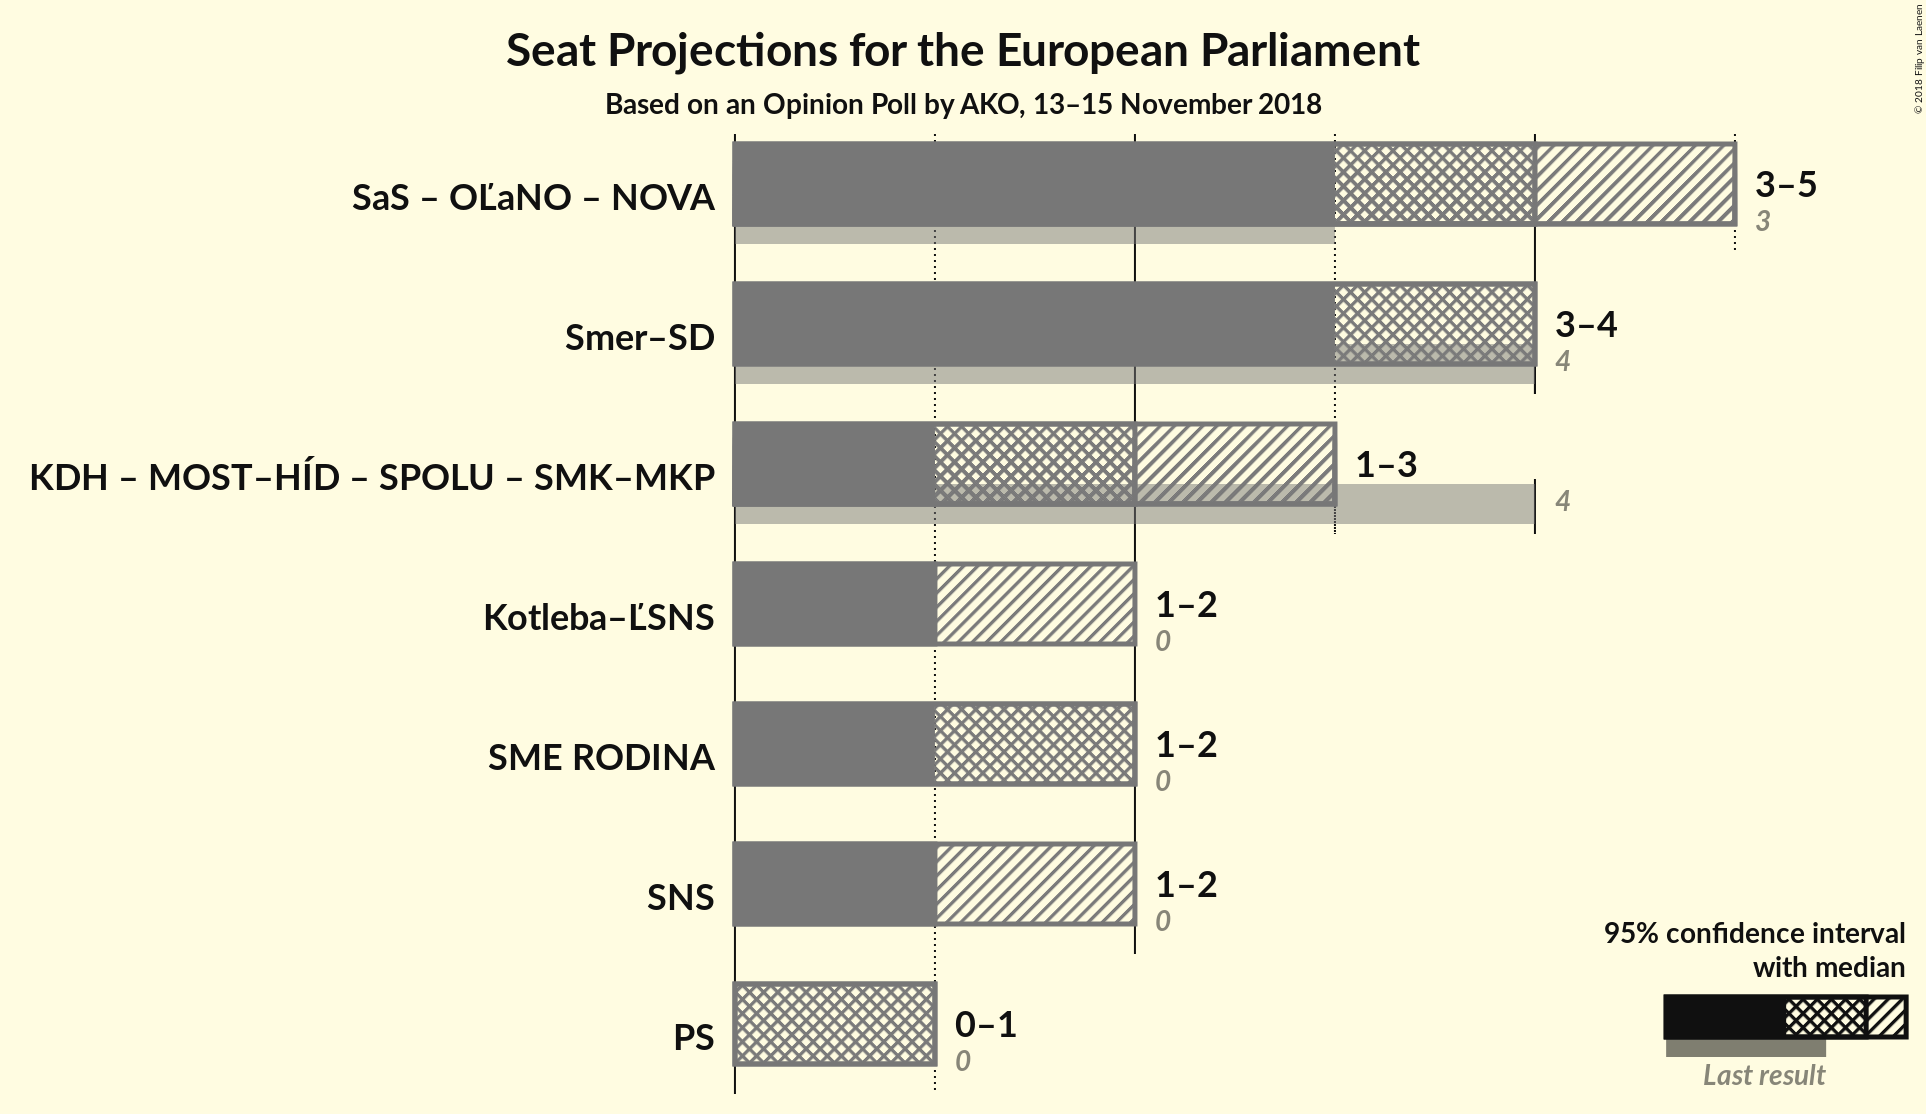 Seat Projections for the European Parliament
Based on an Opinion Poll by AKO, 13–15 November 2018
© 2018 Filip van Laenen
SaS – OĽaNO – NOVA
3–5
3
Smer–SD
3–4
4
KDH – MOST–HÍD – SPOLU – SMK–MKP
1–3
4
Kotleba–ĽSNS
1–2
0
SME RODINA
1–2
0
SNS
1–2
0
PS
0–1
0
95% confidence interval
with median
Last result